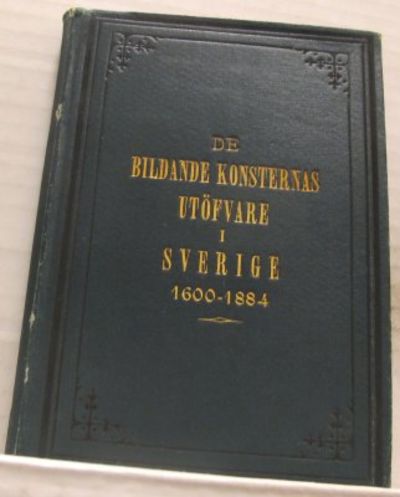 DE
BILDANDE KONSTERNAS
UTÖFVARE
I
SVERIGE
1600-1884